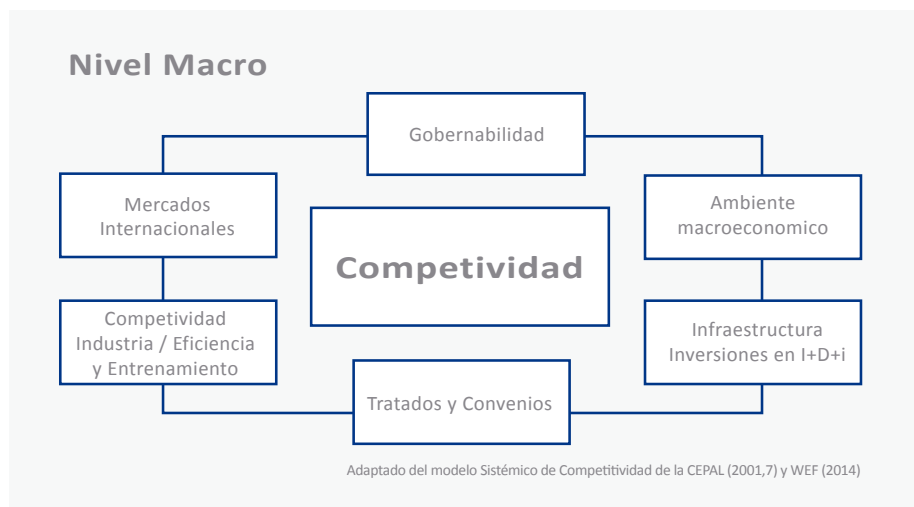 Nivel Macro
Gobernabilidad
Mercados
Internacionales
Ambiente
macroeconomico
Competividad
Competividad
Industria / Eficiencia
y Entrenamiento
Infraestructura
Inversiones en I+D+i
Tratados y Convenios
Adaptado del modelo Sistémico de Competitividad de la CEPAL (2001,7) y WEF (2014)